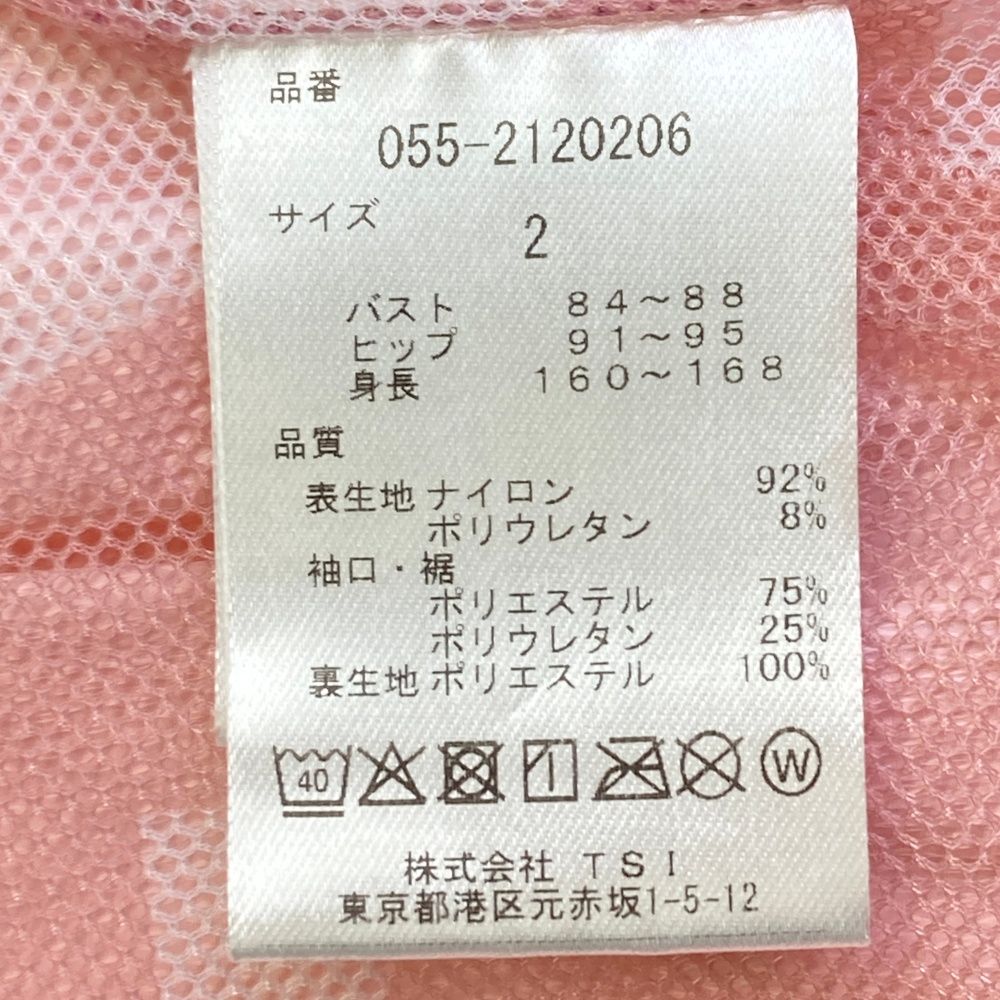 品番
055-2120206
サイズ 2
バスト 84～88
ヒップ 91～95
身長 160～168
品質
表生地 ナイロン 92%
ポリウレタン 8%
袖口・裾
ポリエステル 75%
ポリウレタン 25%
裏生地 ポリエステル 100%
40 W
株式会社 TSI
東京都港区元赤坂1-5-12